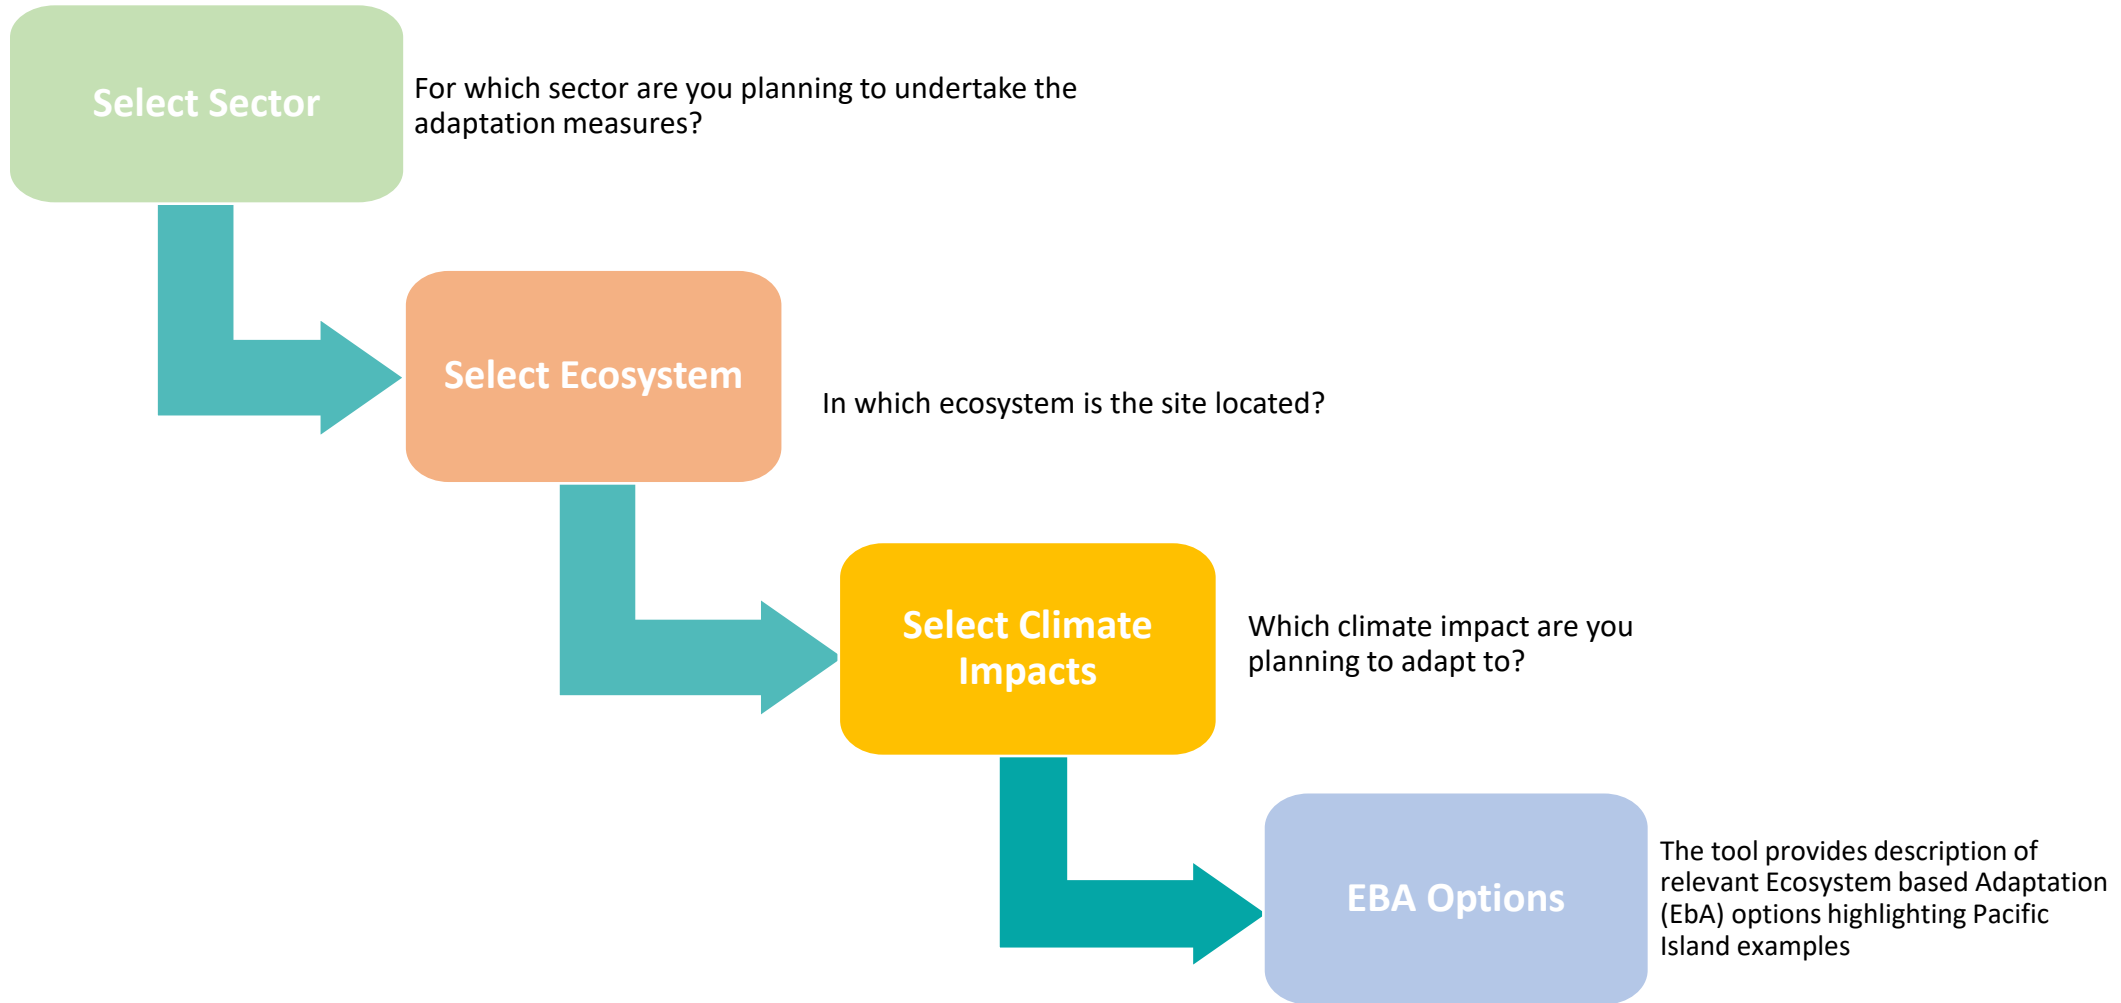 Select Sector
For which sector are you planning to undertake the
adaptation measures?
Select Ecosystem
In which ecosystem is the site located?
Select Climate
Impacts
Which climate impact are you
planning to adapt to?
EBA Options
The tool provides description of
relevant Ecosystem based Adaptation
(EbA) options highlighting Pacific
Island examples